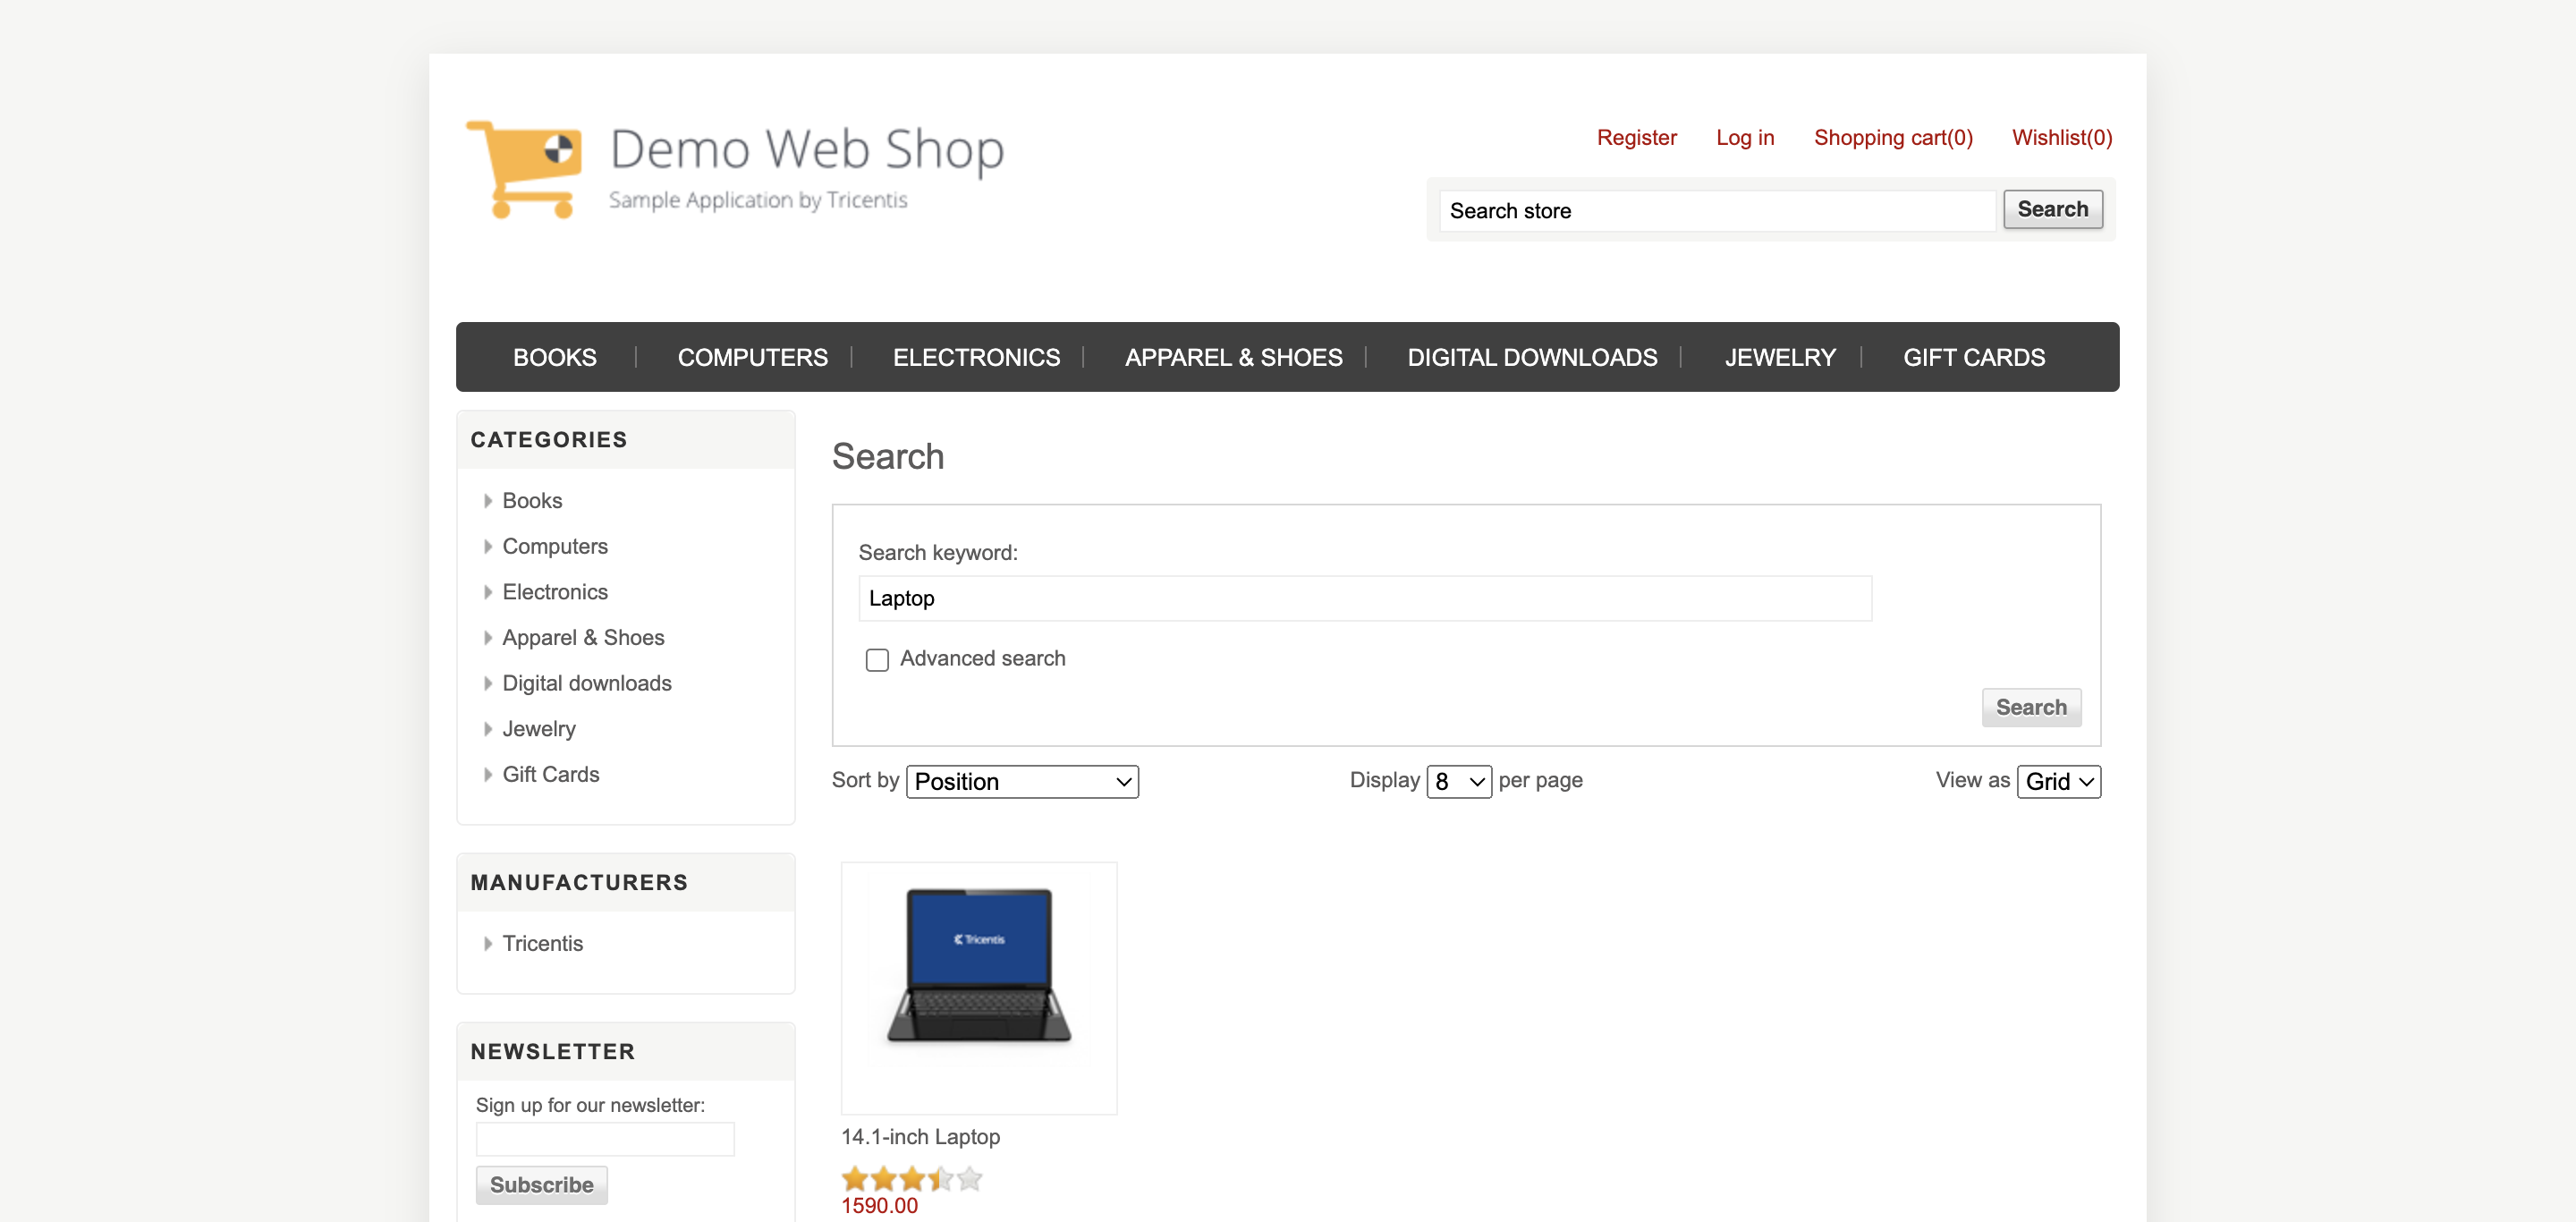 Demo Web Shop
Sample Application by Tricentis
Register Log in Shopping cart(0) Wishlist(0)
Search store Search
BOOKS COMPUTERS ELECTRONICS APPAREL & SHOES DIGITAL DOWNLOADS JEWELRY GIFT CARDS
CATEGORIES
Books
Computers
Electronics
Apparel & Shoes
Digital downloads
Jewelry
Gift Cards
MANUFACTURERS
Tricentis
NEWSLETTER
Sign up for our newsletter:
Subscribe
Search
Search keyword:
Laptop
Advanced search
Search
Sort by Position Display 8 per page View as Grid
Tricentis
14.1-inch Laptop
1590.00